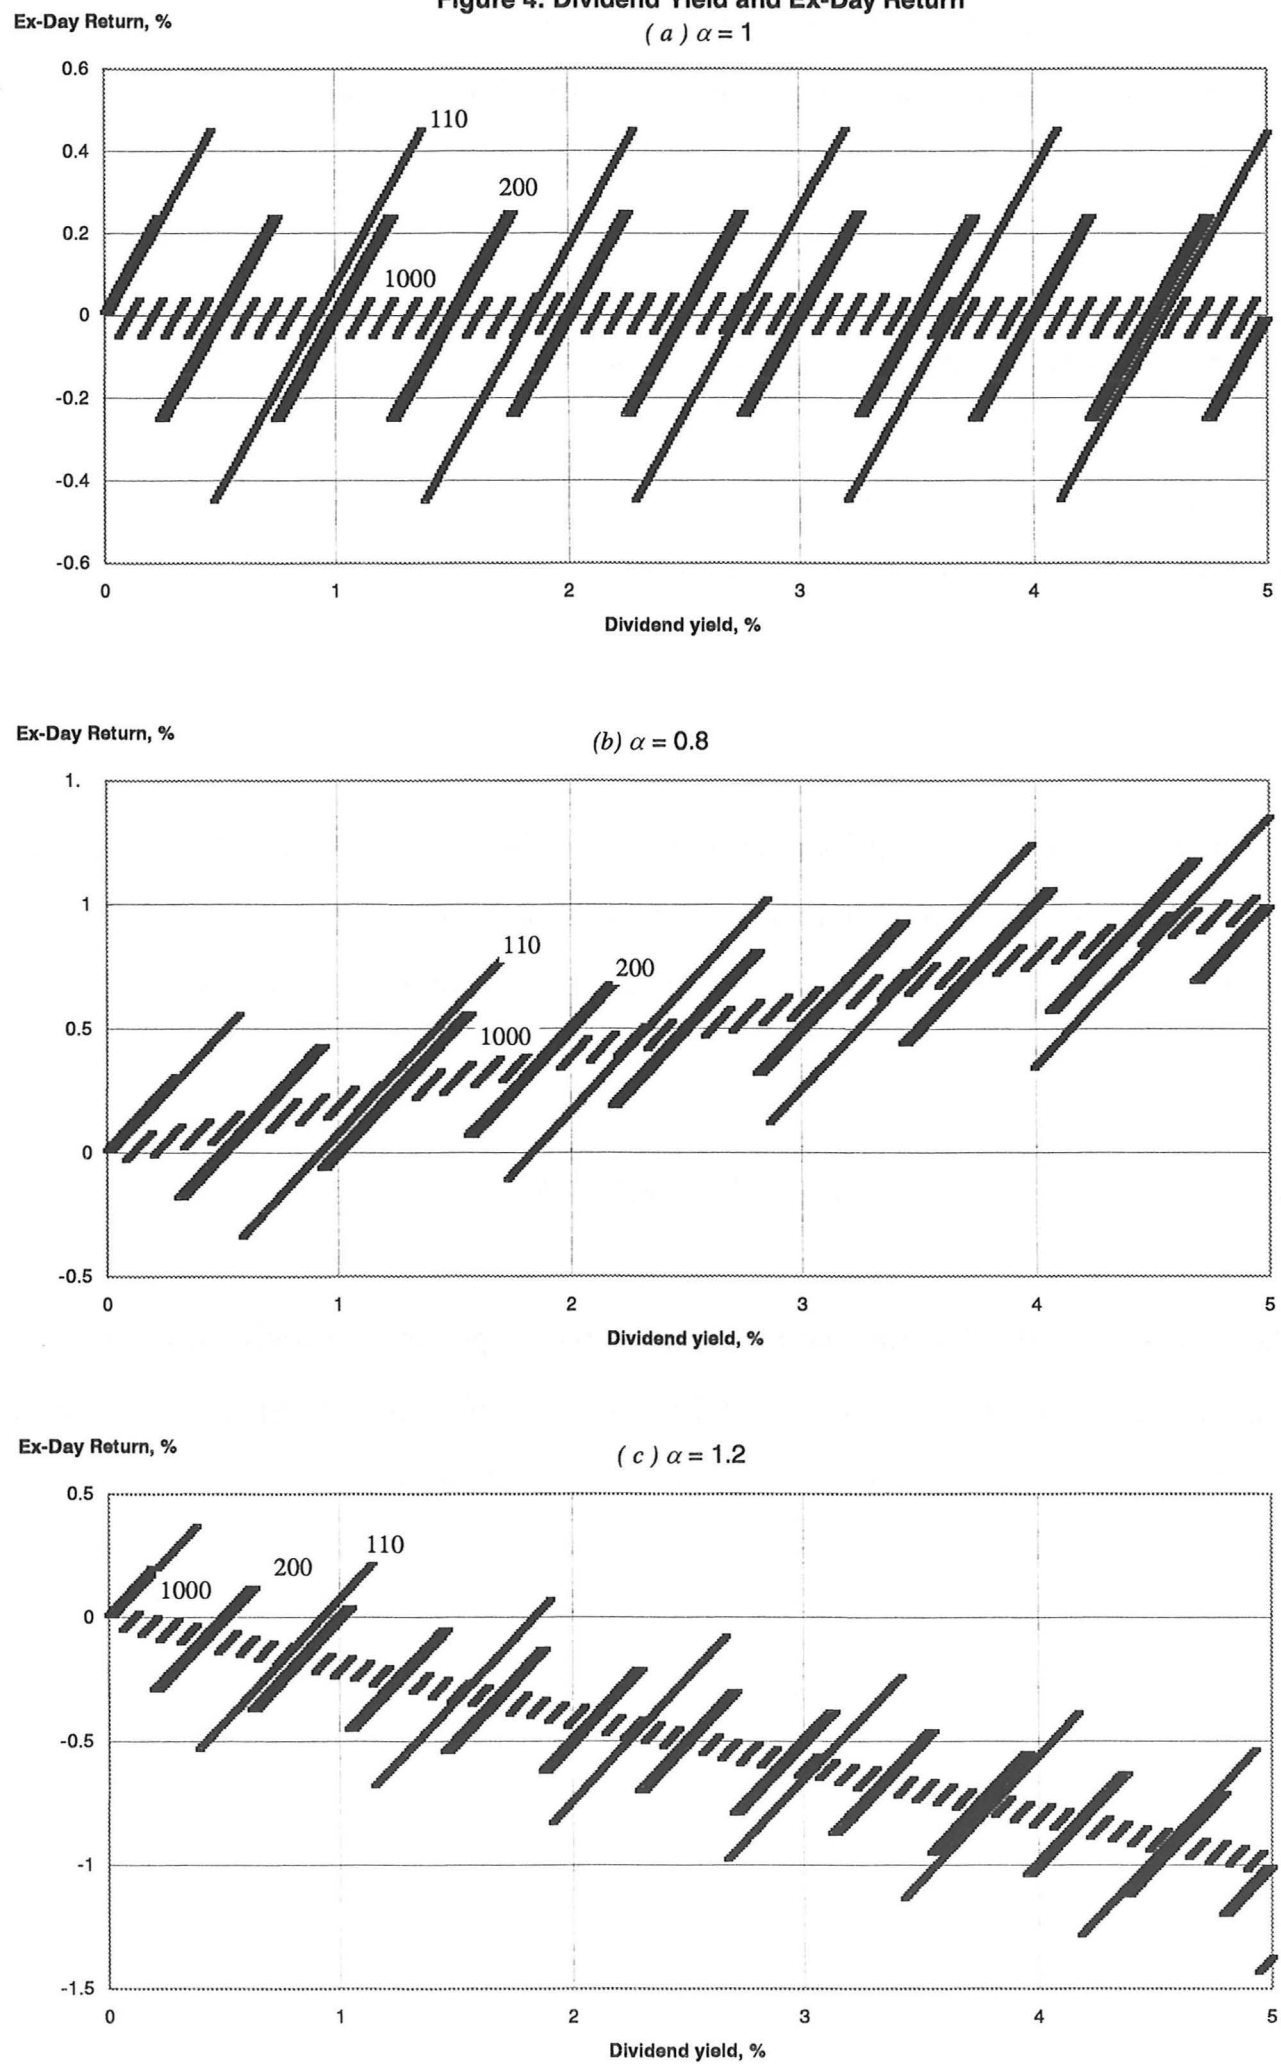 Figure 4: Dividend Yield and Ex-Day Return
Ex-Day Return, %
( a ) α = 1
0.6
0.4
0.2
0
-0.2
-0.4
-0.6
110
200
1000
0 1 2 3 4 5
Dividend yield, %
Ex-Day Return, %
(b) α = 0.8
1.
1
0.5
0
-0.5
110
200
1000
0 1 2 3 4 5
Dividend yield, %
Ex-Day Return, %
( c ) α = 1.2
0.5
0
-0.5
-1
-1.5
110
200
1000
0 1 2 3 4 5
Dividend yield, %